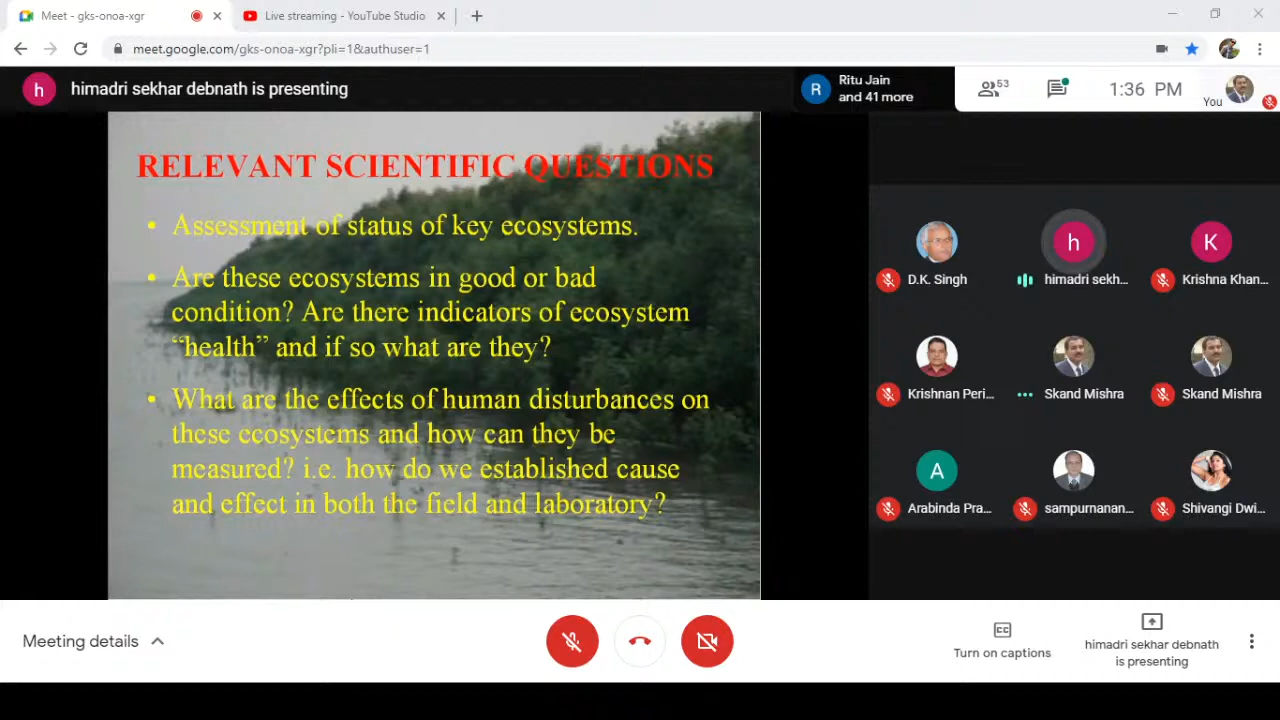 Meet - gks-onoa-xgr
Live streaming - YouTube Studio
meet.google.com/gks-onoa-xgr?pli=1&authuser=1
h
himadri sekhar debnath is presenting
R
Ritu Jain
and 41 more
53
1:36 PM
You
RELEVANT SCIENTIFIC QUESTIONS
• Assessment of status of key ecosystems.
• Are these ecosystems in good or bad
condition? Are there indicators of ecosystem
“health” and if so what are they?
• What are the effects of human disturbances on
these ecosystems and how can they be
measured? i.e. how do we established cause
and effect in both the field and laboratory?
h
K
D.K. Singh
himadri sekh...
Krishna Khan...
Krishnan Peri...
Skand Mishra
Skand Mishra
A
Arabinda Pra...
sampurnanan...
Shivangi Dwi...
Meeting details
CC
Turn on captions
himadri sekhar debnath
is presenting